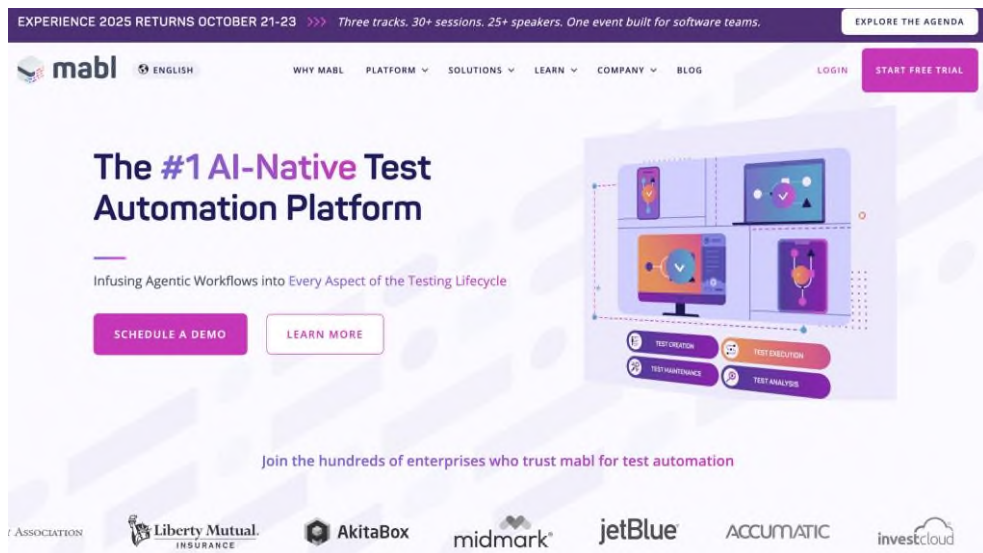 EXPERIENCE 2025 RETURNS OCTOBER 21-23 >>> Three tracks. 30+ sessions. 25+ speakers. One event built for software teams. EXPLORE THE AGENDA
mabl ENGLISH WHY MABL PLATFORM SOLUTIONS LEARN COMPANY BLOG LOGIN START FREE TRIAL
The #1 AI-Native Test
Automation Platform
Infusing Agentic Workflows into Every Aspect of the Testing Lifecycle
SCHEDULE A DEMO LEARN MORE
TEST CREATION TEST EXECUTION
TEST MAINTENANCE TEST ANALYSIS
Join the hundreds of enterprises who trust mabl for test automation
ASSOCIATION Liberty Mutual. INSURANCE AkitaBox midmark® jetBlue ACCUMATIC investcloud